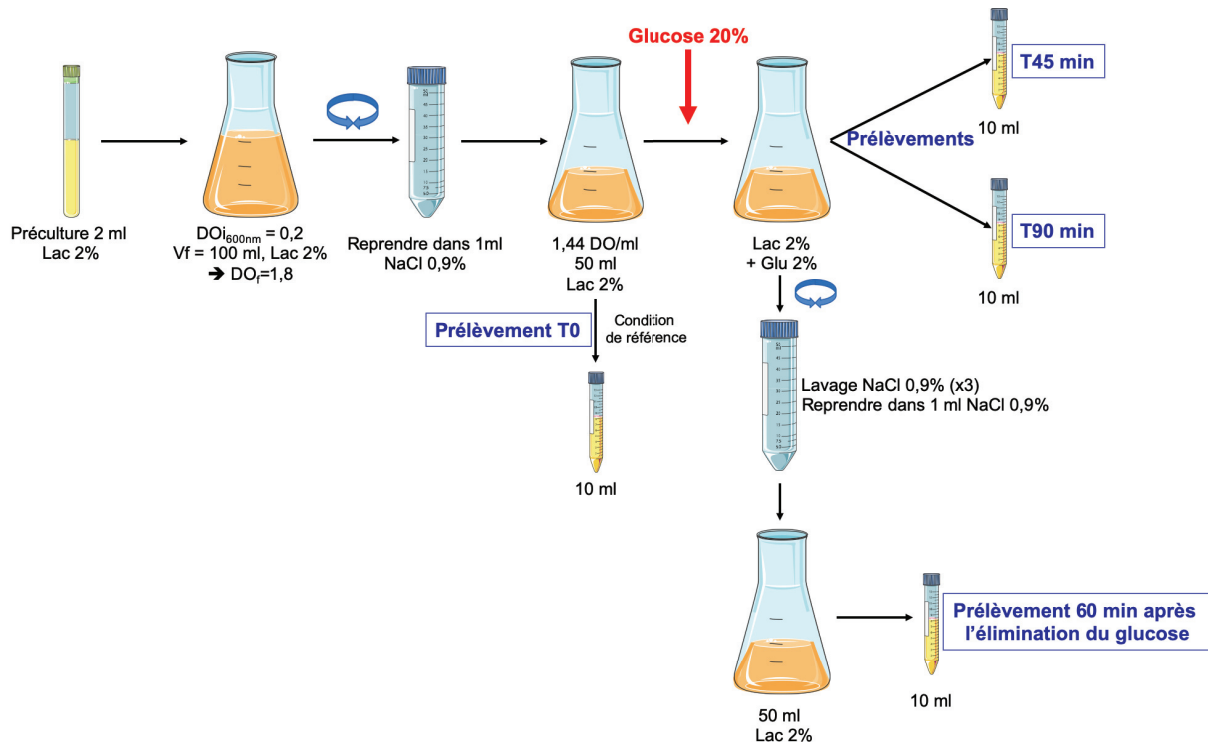 Glucose 20%
T45 min
10 ml
Prélèvements
T90 min
10 ml
Préculture 2 ml
Lac 2%
DOi600nm = 0,2
Vf = 100 ml, Lac 2%
➔ DOf=1,8
Reprendre dans 1ml
NaCl 0,9%
1,44 DO/ml
50 ml
Lac 2%
Lac 2%
+ Glu 2%
Prélèvement T0
Condition
de référence
10 ml
Lavage NaCl 0,9% (x3)
Reprendre dans 1 ml NaCl 0,9%
Prélèvement 60 min après
l'élimination du glucose
10 ml
50 ml
Lac 2%